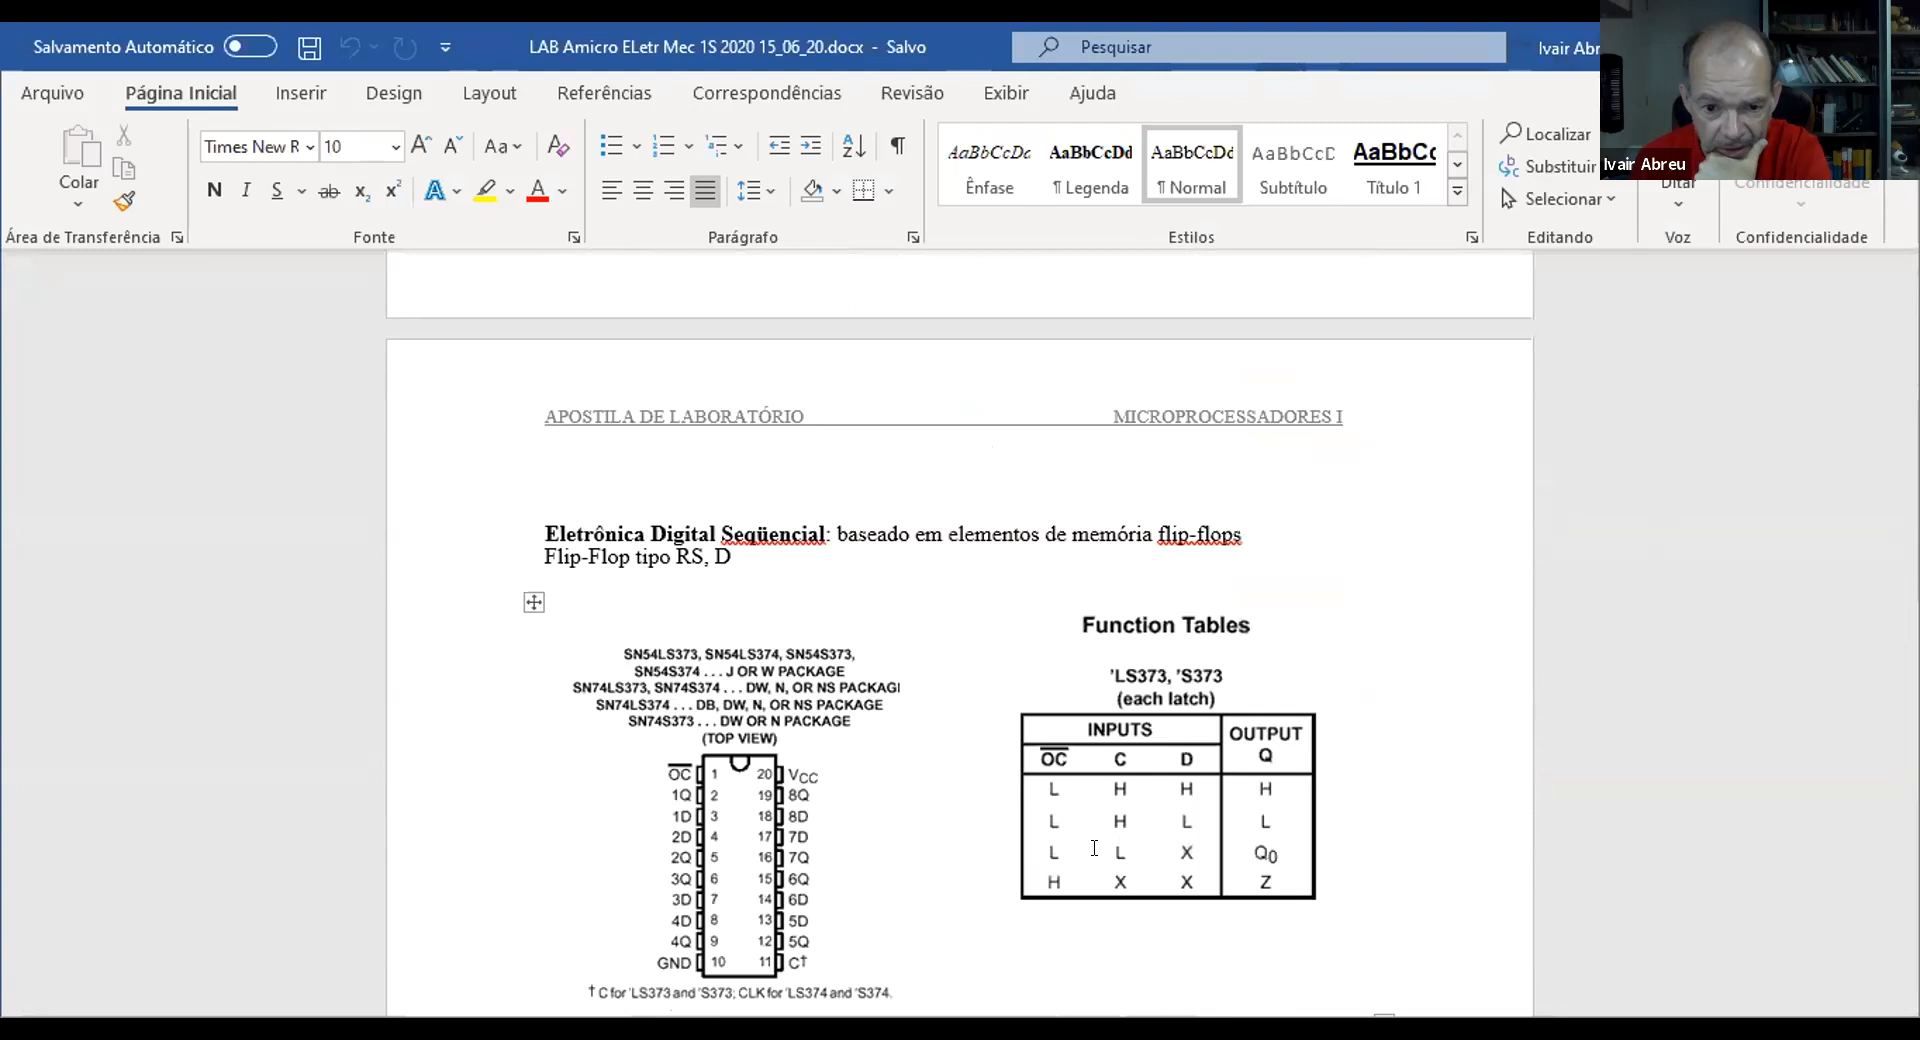 Salvamento Automático
LAB Amicro ELetr Mec 1S 2020 15_06_20.docx - Salvo
Pesquisar
Ivair Abr
Arquivo Página Inicial Inserir Design Layout Referências Correspondências Revisão Exibir Ajuda
Ivair Abreu
Colar
Times New R 10
Aa
N I S ab x₂ x²
Área de Transferência
Fonte
Parágrafo
AaBbCcDc AaBbCcDd AaBbCcDd AaBbCcD AaBbCc
Ênfase ¶ Legenda ¶ Normal Subtítulo Título 1
Estilos
Localizar
Substituir
Selecionar
Editando
Ditar
Voz
Confidencialidade
Confidencialidade
APOSTILA DE LABORATÓRIO MICROPROCESSADORES I
Eletrônica Digital Seqüencial: baseado em elementos de memória flip-flops
Flip-Flop tipo RS, D
SN54LS373, SN54LS374, SN54S373,
SN54S374 . . . J OR W PACKAGE
SN74LS373, SN74S374 . . . DW, N, OR NS PACKAGI
SN74LS374 . . . DB, DW, N, OR NS PACKAGE
SN74S373 . . . DW OR N PACKAGE
(TOP VIEW)
OC 1 20 VCC
1Q 2 19 8Q
1D 3 18 8D
2D 4 17 7D
2Q 5 16 7Q
3Q 6 15 6Q
3D 7 14 6D
4D 8 13 5D
4Q 9 12 5Q
GND 10 11 C†
† C for 'LS373 and 'S373; CLK for 'LS374 and 'S374.
Function Tables
'LS373, 'S373
(each latch)
INPUTS OUTPUT
OC C D Q
L H H H
L H L L
L L X Q0
H X X Z